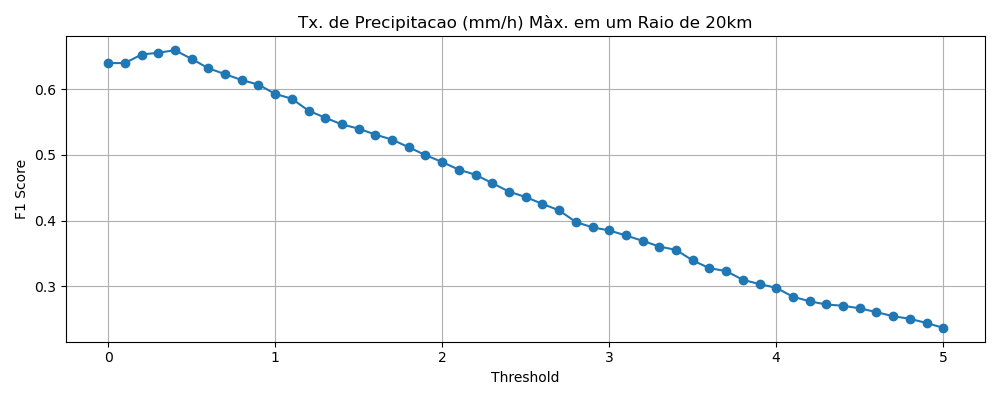 Tx. de Precipitacao (mm/h) Màx. em um Raio de 20km
F1 Score
0.6
0.5
0.4
0.3
0 1 2 3 4 5
Threshold